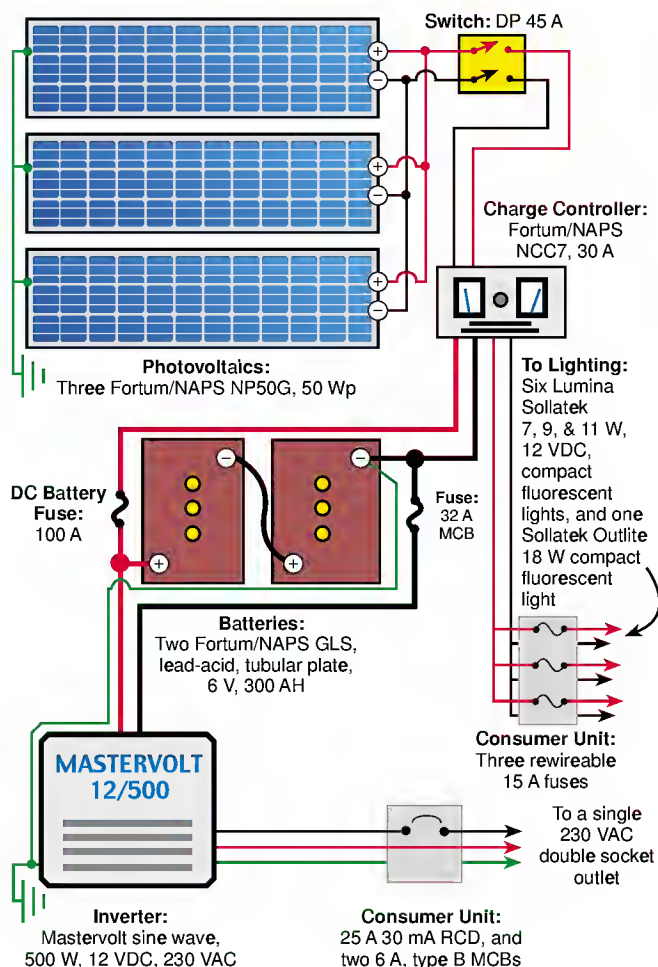 Switch: DP 45 A
+
−
+
−
+
−
Charge Controller:
Fortum/NAPS
NCC7, 30 A
Photovoltaics:
Three Fortum/NAPS NP50G, 50 Wp
To Lighting:
Six Lumina
Sollatek
7, 9, & 11 W,
12 VDC,
compact
fluorescent
lights, and one
Sollatek Outlite
18 W compact
fluorescent
light
−
−
DC Battery
Fuse:
100 A
Fuse:
32 A
MCB
+
+
Batteries:
Two Fortum/NAPS GLS,
lead-acid, tubular plate,
6 V, 300 AH
Consumer Unit:
Three rewireable
15 A fuses
MASTERVOLT
12/500
To a single
230 VAC
double socket
outlet
Inverter:
Mastervolt sine wave,
500 W, 12 VDC, 230 VAC
Consumer Unit:
25 A 30 mA RCD, and
two 6 A, type B MCBs